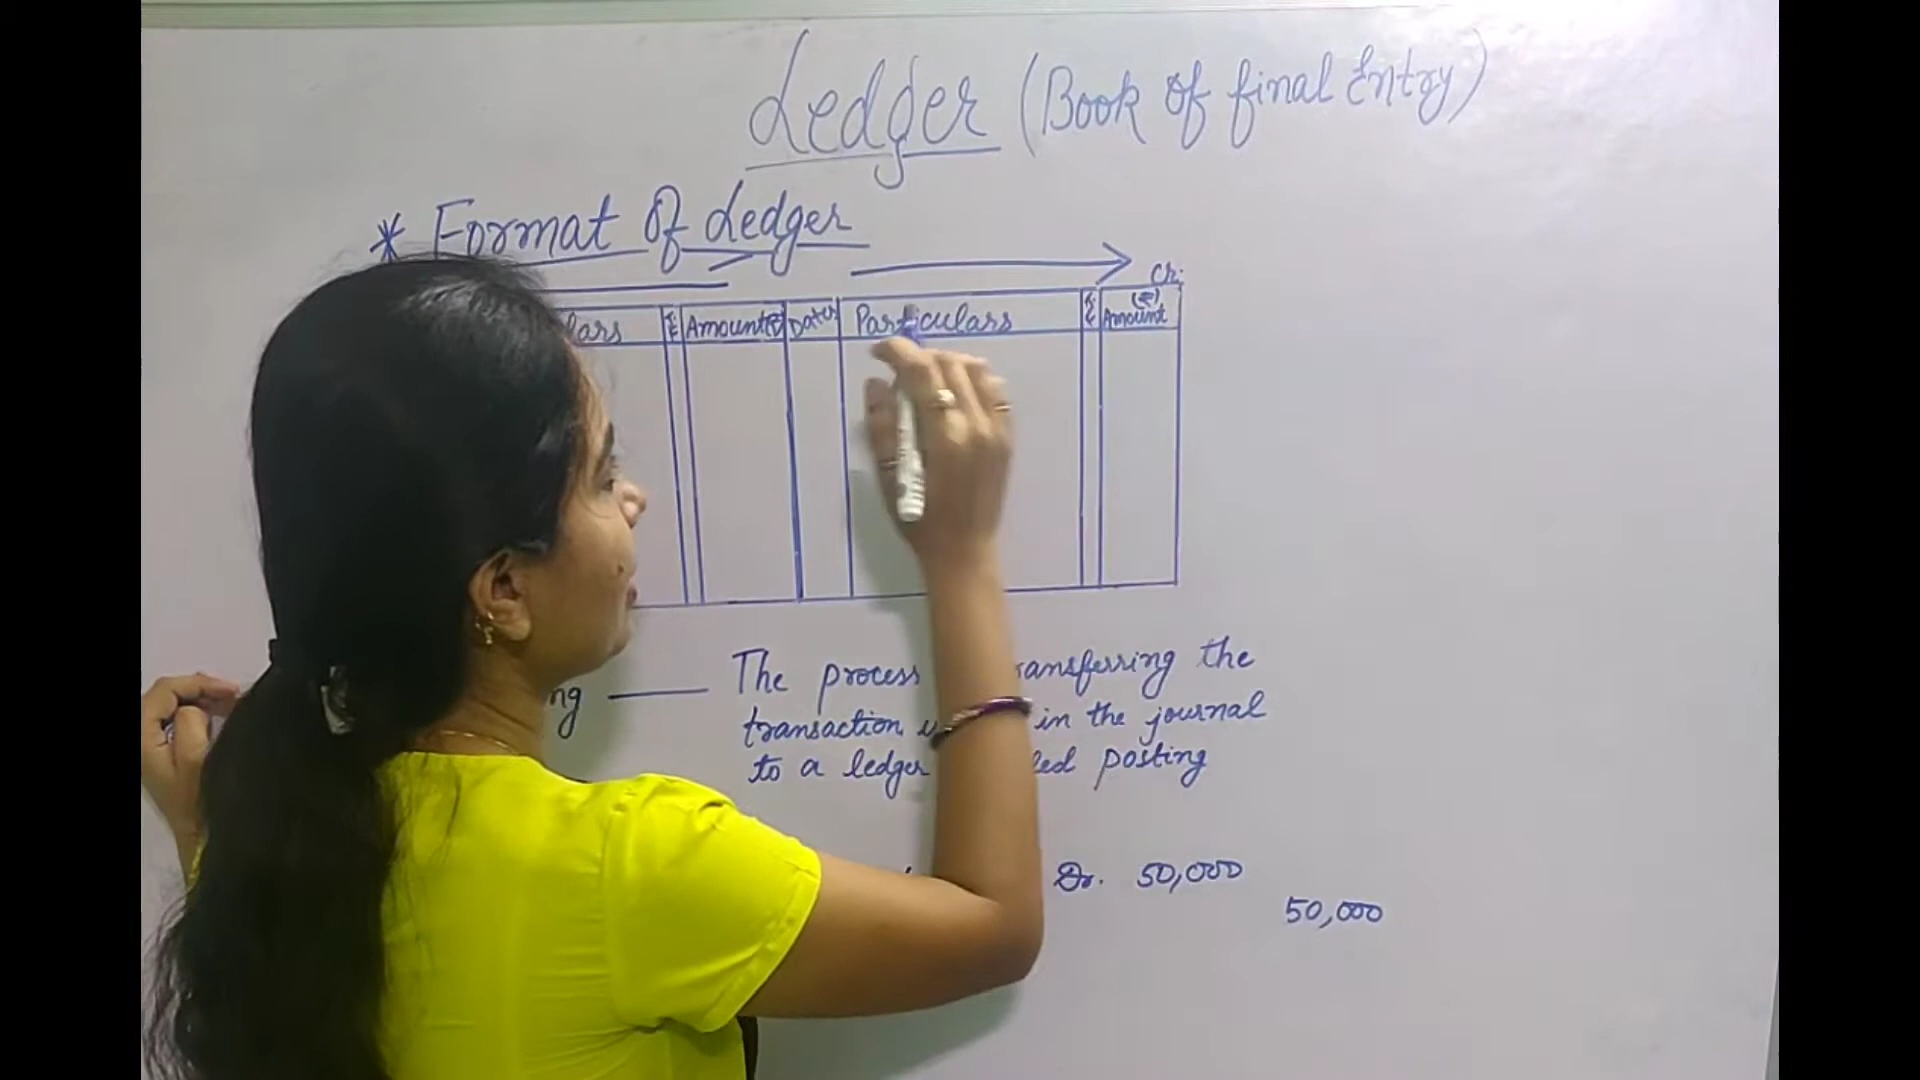 Ledger (Book of final Entry)
* Format of Ledger
Cr.
Amount(₹) Date Particulars (₹) Amount
The process transferring the
transaction in the journal
to a ledger posting
Dr. 50,000
50,000